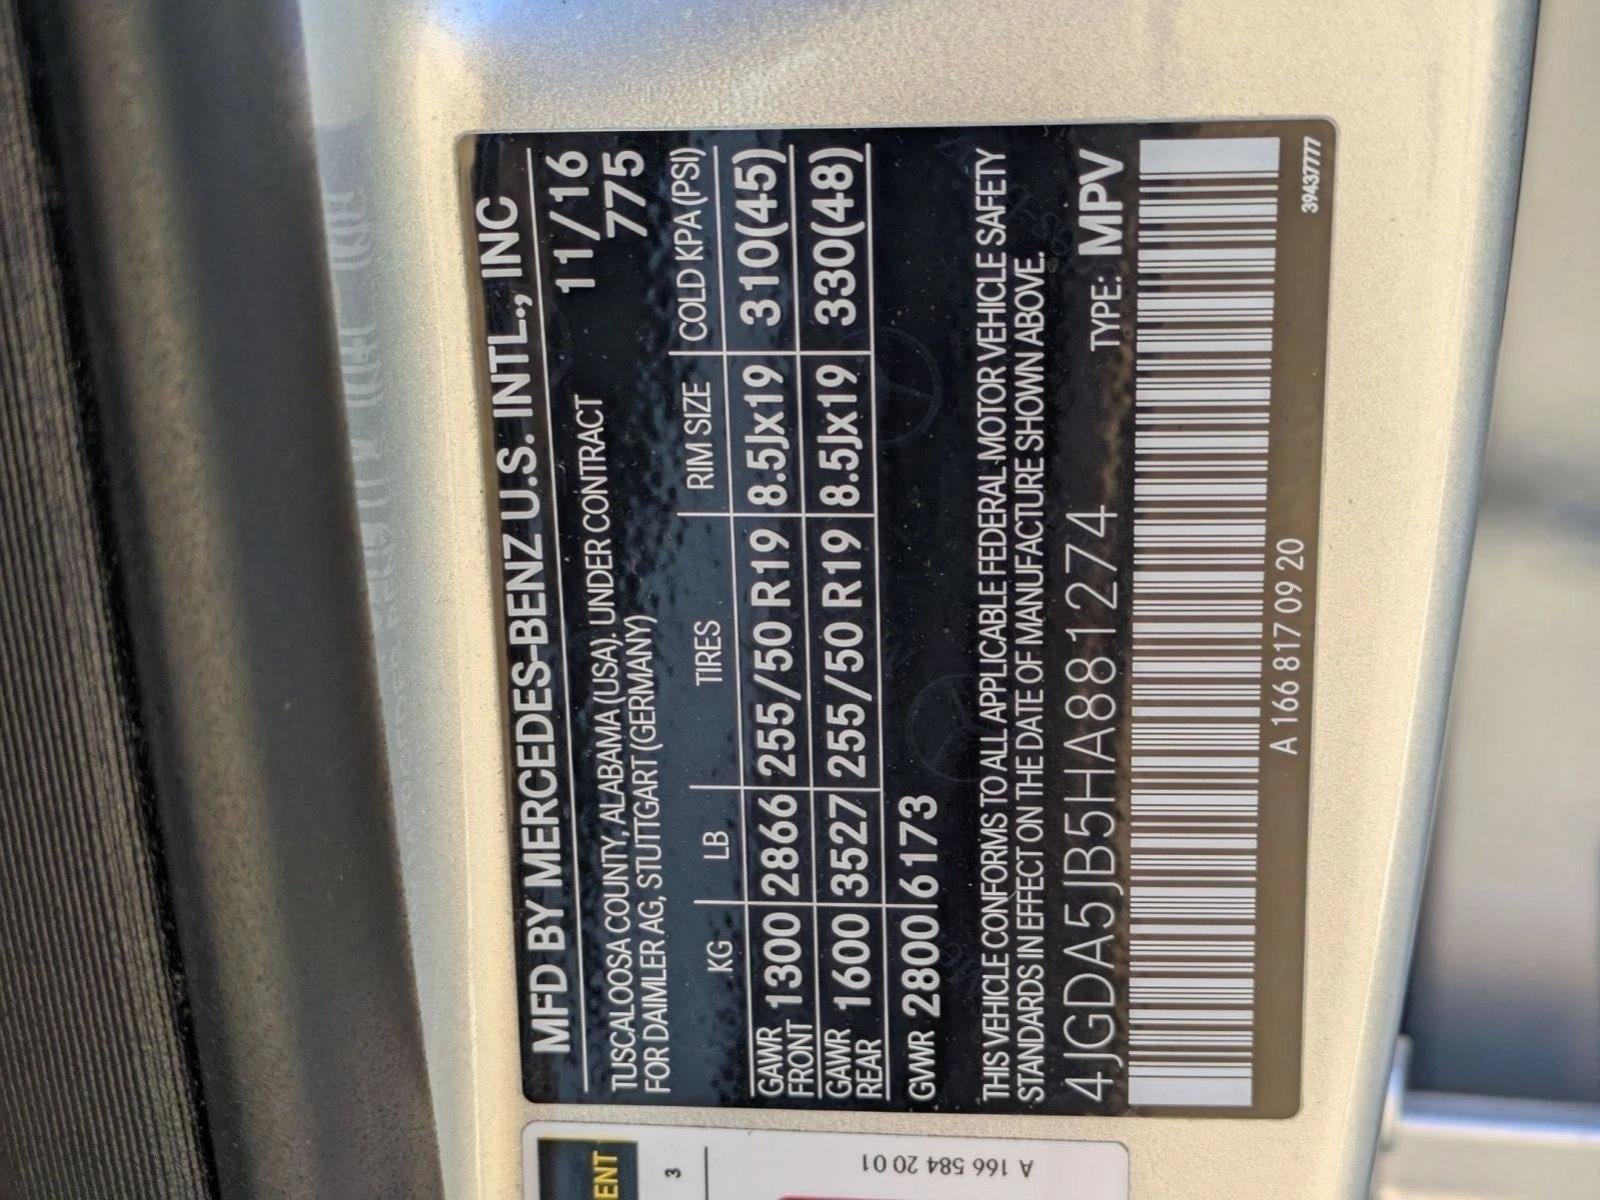 MFD BY MERCEDES-BENZ U.S. INTL., INC
11/16
TUSCALOOSA COUNTY, ALABAMA (USA). UNDER CONTRACT
775
FOR DAIMLER AG, STUTTGART (GERMANY)
KG LB TIRES RIM SIZE COLD KPA (PSI)
GAWR FRONT 1300 2866 255/50 R19 8.5Jx19 310(45)
GAWR REAR 1600 3527 255/50 R19 8.5Jx19 330(48)
GWR 2800 6173
THIS VEHICLE CONFORMS TO ALL APPLICABLE FEDERAL MOTOR VEHICLE SAFETY
STANDARDS IN EFFECT ON THE DATE OF MANUFACTURE SHOWN ABOVE.
4JGDA5JB5HA881274 TYPE: MPV
A 166 817 09 20
39437777
ENT
3
A 166 584 20 01